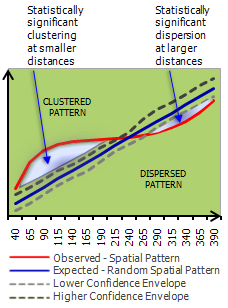 Statistically
significant
clustering
at smaller
distances
Statistically
significant
dispersion
at larger
distances
CLUSTERED
PATTERN
DISPERSED
PATTERN
40 65 90 115 140 165 190 215 240 265 290 315 340 365 390
Observed - Spatial Pattern
Expected - Random Spatial Pattern
Lower Confidence Envelope
Higher Confidence Envelope